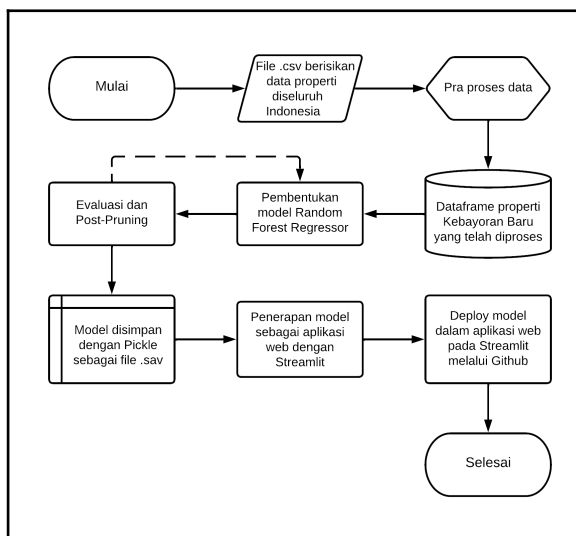 Mulai
File .csv berisikan
data properti
diseluruh
Indonesia
Pra proses data
Evaluasi dan
Post-Pruning
Pembentukan
model Random
Forest Regressor
Dataframe properti
Kebayoran Baru
yang telah diproses
Model disimpan
dengan Pickle
sebagai file .sav
Penerapan model
sebagai aplikasi
web dengan
Streamlit
Deploy model
dalam aplikasi web
pada Streamlit
melalui Github
Selesai